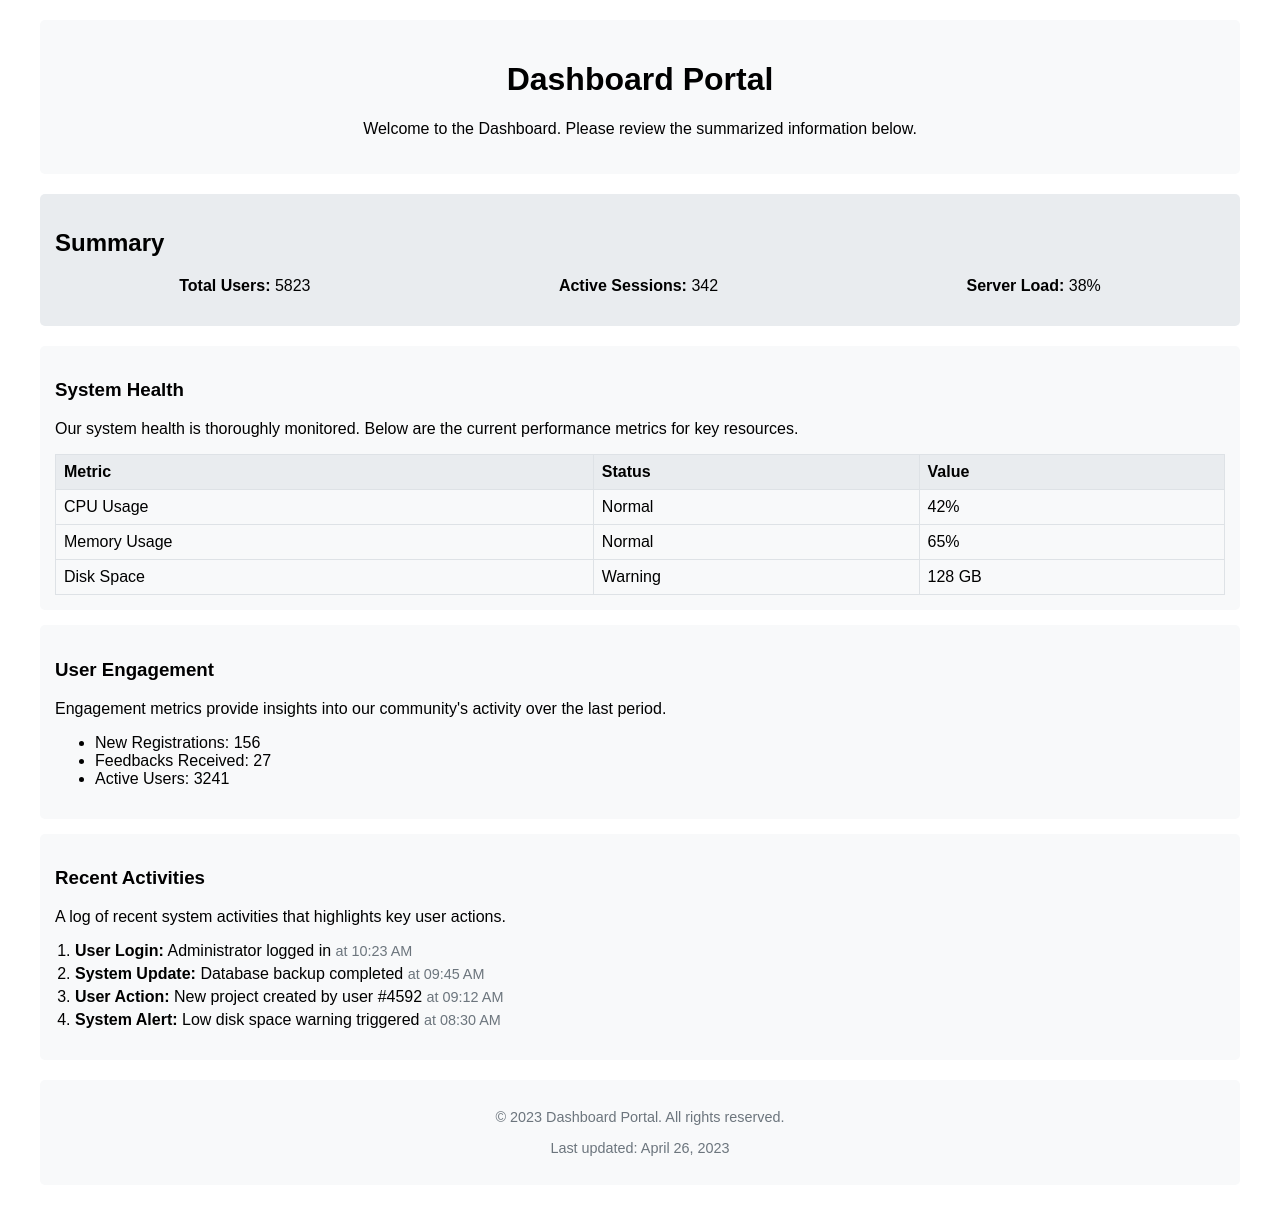 Dashboard Portal
Welcome to the Dashboard. Please review the summarized information below.
Summary
Total Users: 5823 Active Sessions: 342 Server Load: 38%
System Health
Our system health is thoroughly monitored. Below are the current performance metrics for key resources.
Metric Status Value
CPU Usage Normal 42%
Memory Usage Normal 65%
Disk Space Warning 128 GB
User Engagement
Engagement metrics provide insights into our community's activity over the last period.
• New Registrations: 156
• Feedbacks Received: 27
• Active Users: 3241
Recent Activities
A log of recent system activities that highlights key user actions.
1. User Login: Administrator logged in at 10:23 AM
2. System Update: Database backup completed at 09:45 AM
3. User Action: New project created by user #4592 at 09:12 AM
4. System Alert: Low disk space warning triggered at 08:30 AM
© 2023 Dashboard Portal. All rights reserved.
Last updated: April 26, 2023